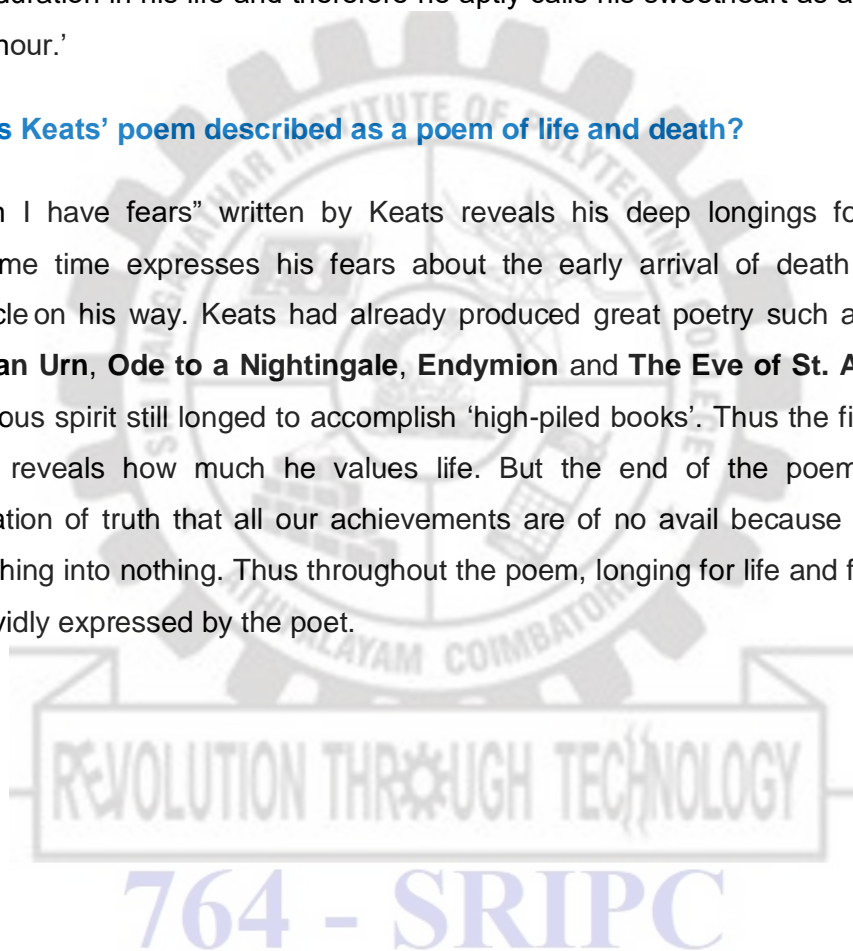 duration in his life and therefore he aptly calls his sweetheart as a
hour.’
s Keats’ poem described as a poem of life and death?
I have fears” written by Keats reveals his deep longings fo
me time expresses his fears about the early arrival of death
cle on his way. Keats had already produced great poetry such a
an Urn, Ode to a Nightingale, Endymion and The Eve of St. A
ous spirit still longed to accomplish ‘high-piled books’. Thus the fi
reveals how much he values life. But the end of the poem
ation of truth that all our achievements are of no avail because
hing into nothing. Thus throughout the poem, longing for life and f
vidly expressed by the poet.
INSTITUTE OF POLYTECHNIC COLLEGE
COIMBATORE
REVOLUTION THROUGH TECHNOLOGY
764 - SRIPC